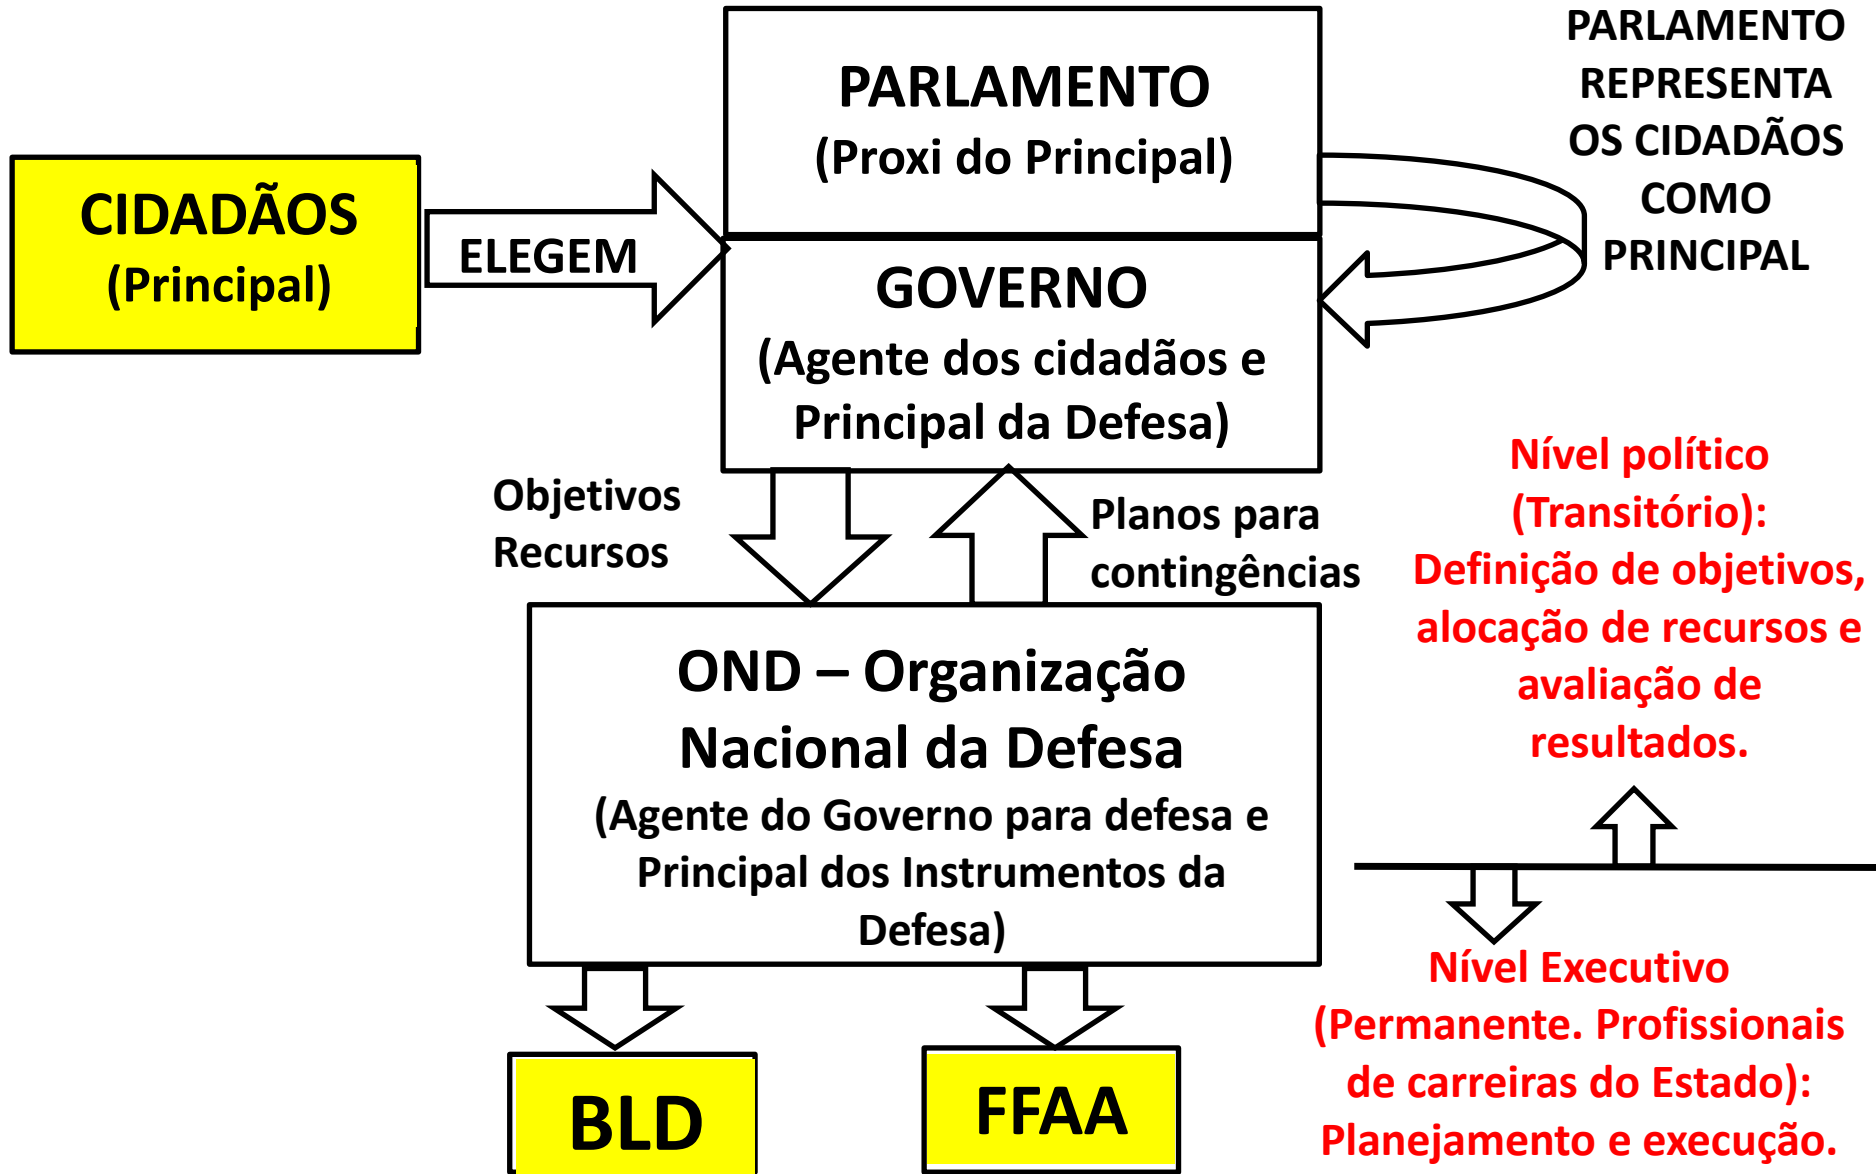 PARLAMENTO
(Proxi do Principal)
PARLAMENTO
REPRESENTA
OS CIDADÃOS
COMO
PRINCIPAL
CIDADÃOS
(Principal)
ELEGEM
GOVERNO
(Agente dos cidadãos e
Principal da Defesa)
Objetivos
Recursos
Planos para
contingências
Nível político
(Transitório):
Definição de objetivos,
alocação de recursos e
avaliação de
resultados.
OND – Organização
Nacional da Defesa
(Agente do Governo para defesa e
Principal dos Instrumentos da
Defesa)
Nível Executivo
(Permanente. Profissionais
de carreiras do Estado):
Planejamento e execução.
BLD
FFAA